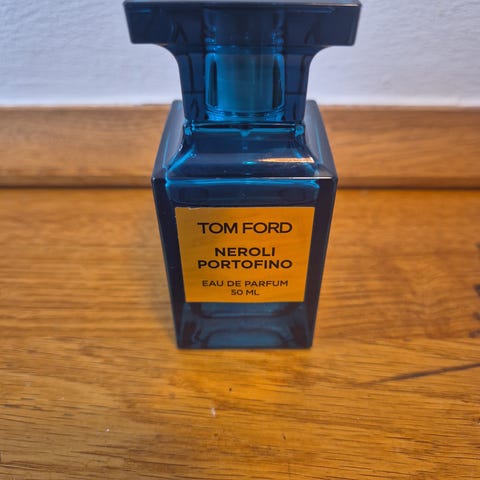 TOM FORD
NEROLI
PORTOFINO
EAU DE PARFUM
50 ML